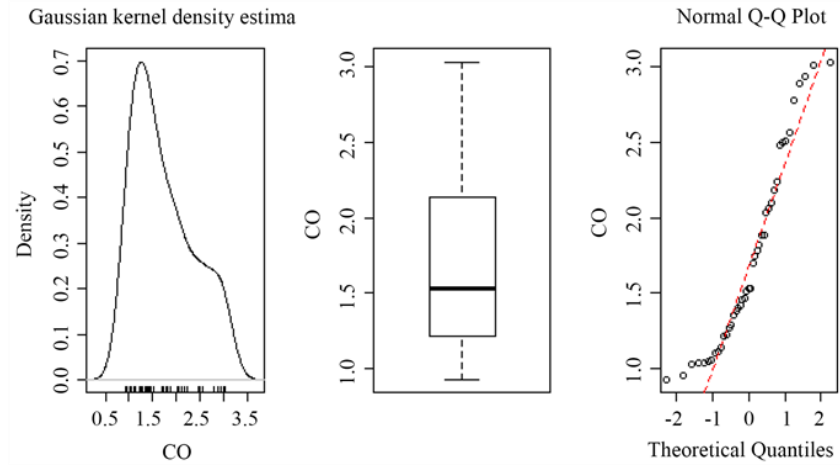 Gaussian kernel density estima
Density
0.7
0.6
0.5
0.4
0.3
0.2
0.1
0.0
0.5 1.5 2.5 3.5
CO
CO
3.0
2.5
2.0
1.5
1.0
Normal Q-Q Plot
CO
3.0
2.5
2.0
1.5
1.0
-2 -1 0 1 2
Theoretical Quantiles